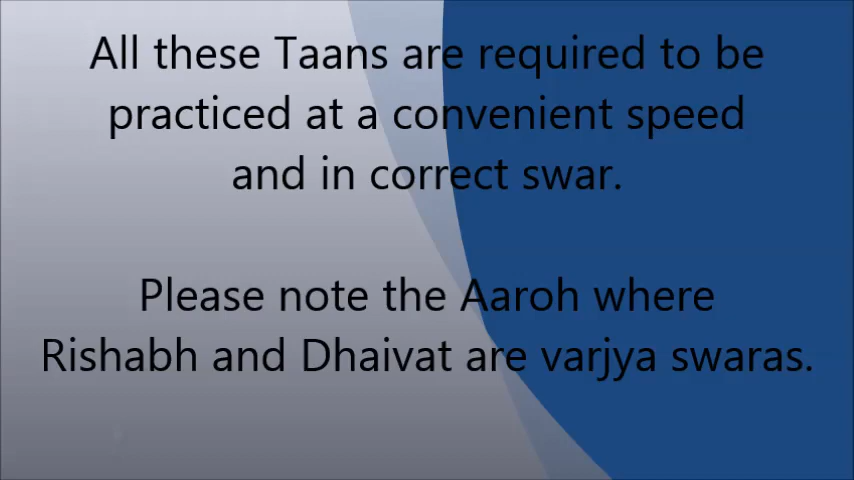 All these Taans are required to be
practiced at a convenient speed
and in correct swar.
Please note the Aaroh where
Rishabh and Dhaivat are varjya swaras.